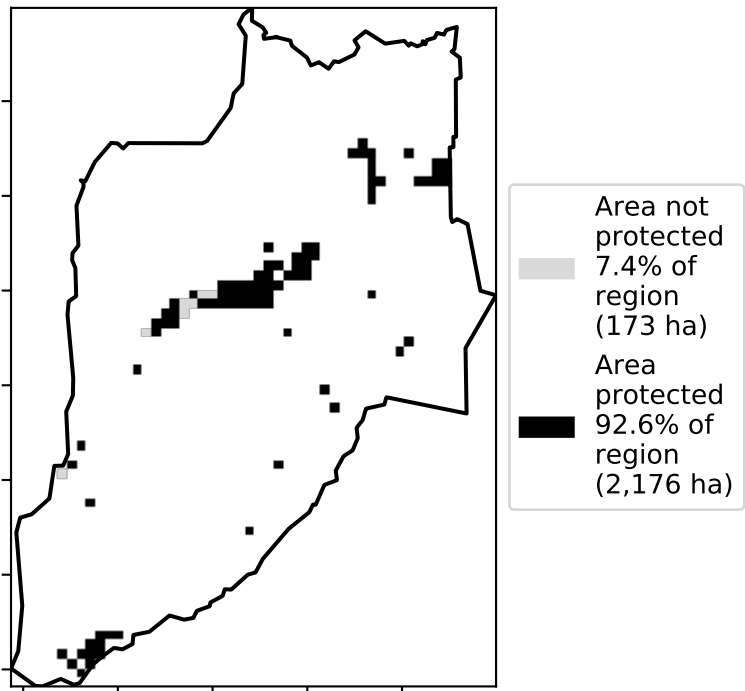 Area not
protected
7.4% of
region
(173 ha)
Area
protected
92.6% of
region
(2,176 ha)